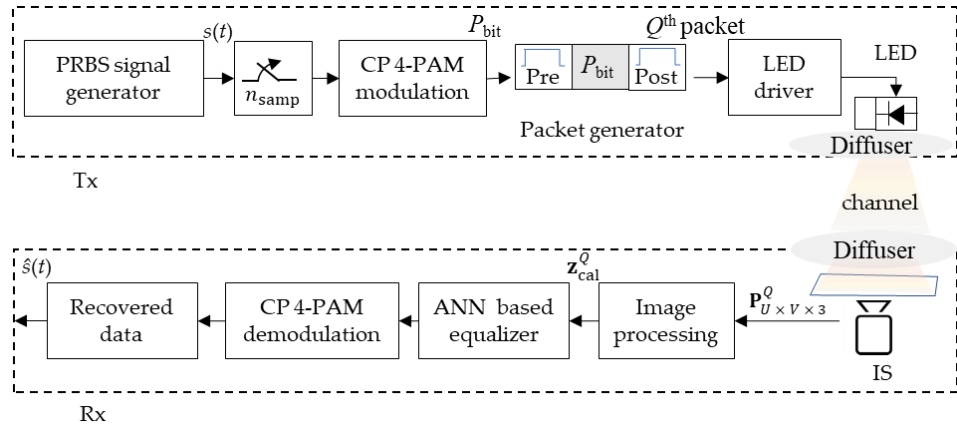 s(t)
P_bit
Q^th packet
PRBS signal
generator
n_samp
CP 4-PAM
modulation
Pre
P_bit
Post
Packet generator
LED
driver
LED
Diffuser
Tx
channel
Diffuser
ŝ(t)
Recovered
data
CP 4-PAM
demodulation
ANN based
equalizer
z_cal^Q
Image
processing
P^Q_{U × V × 3}
IS
Rx